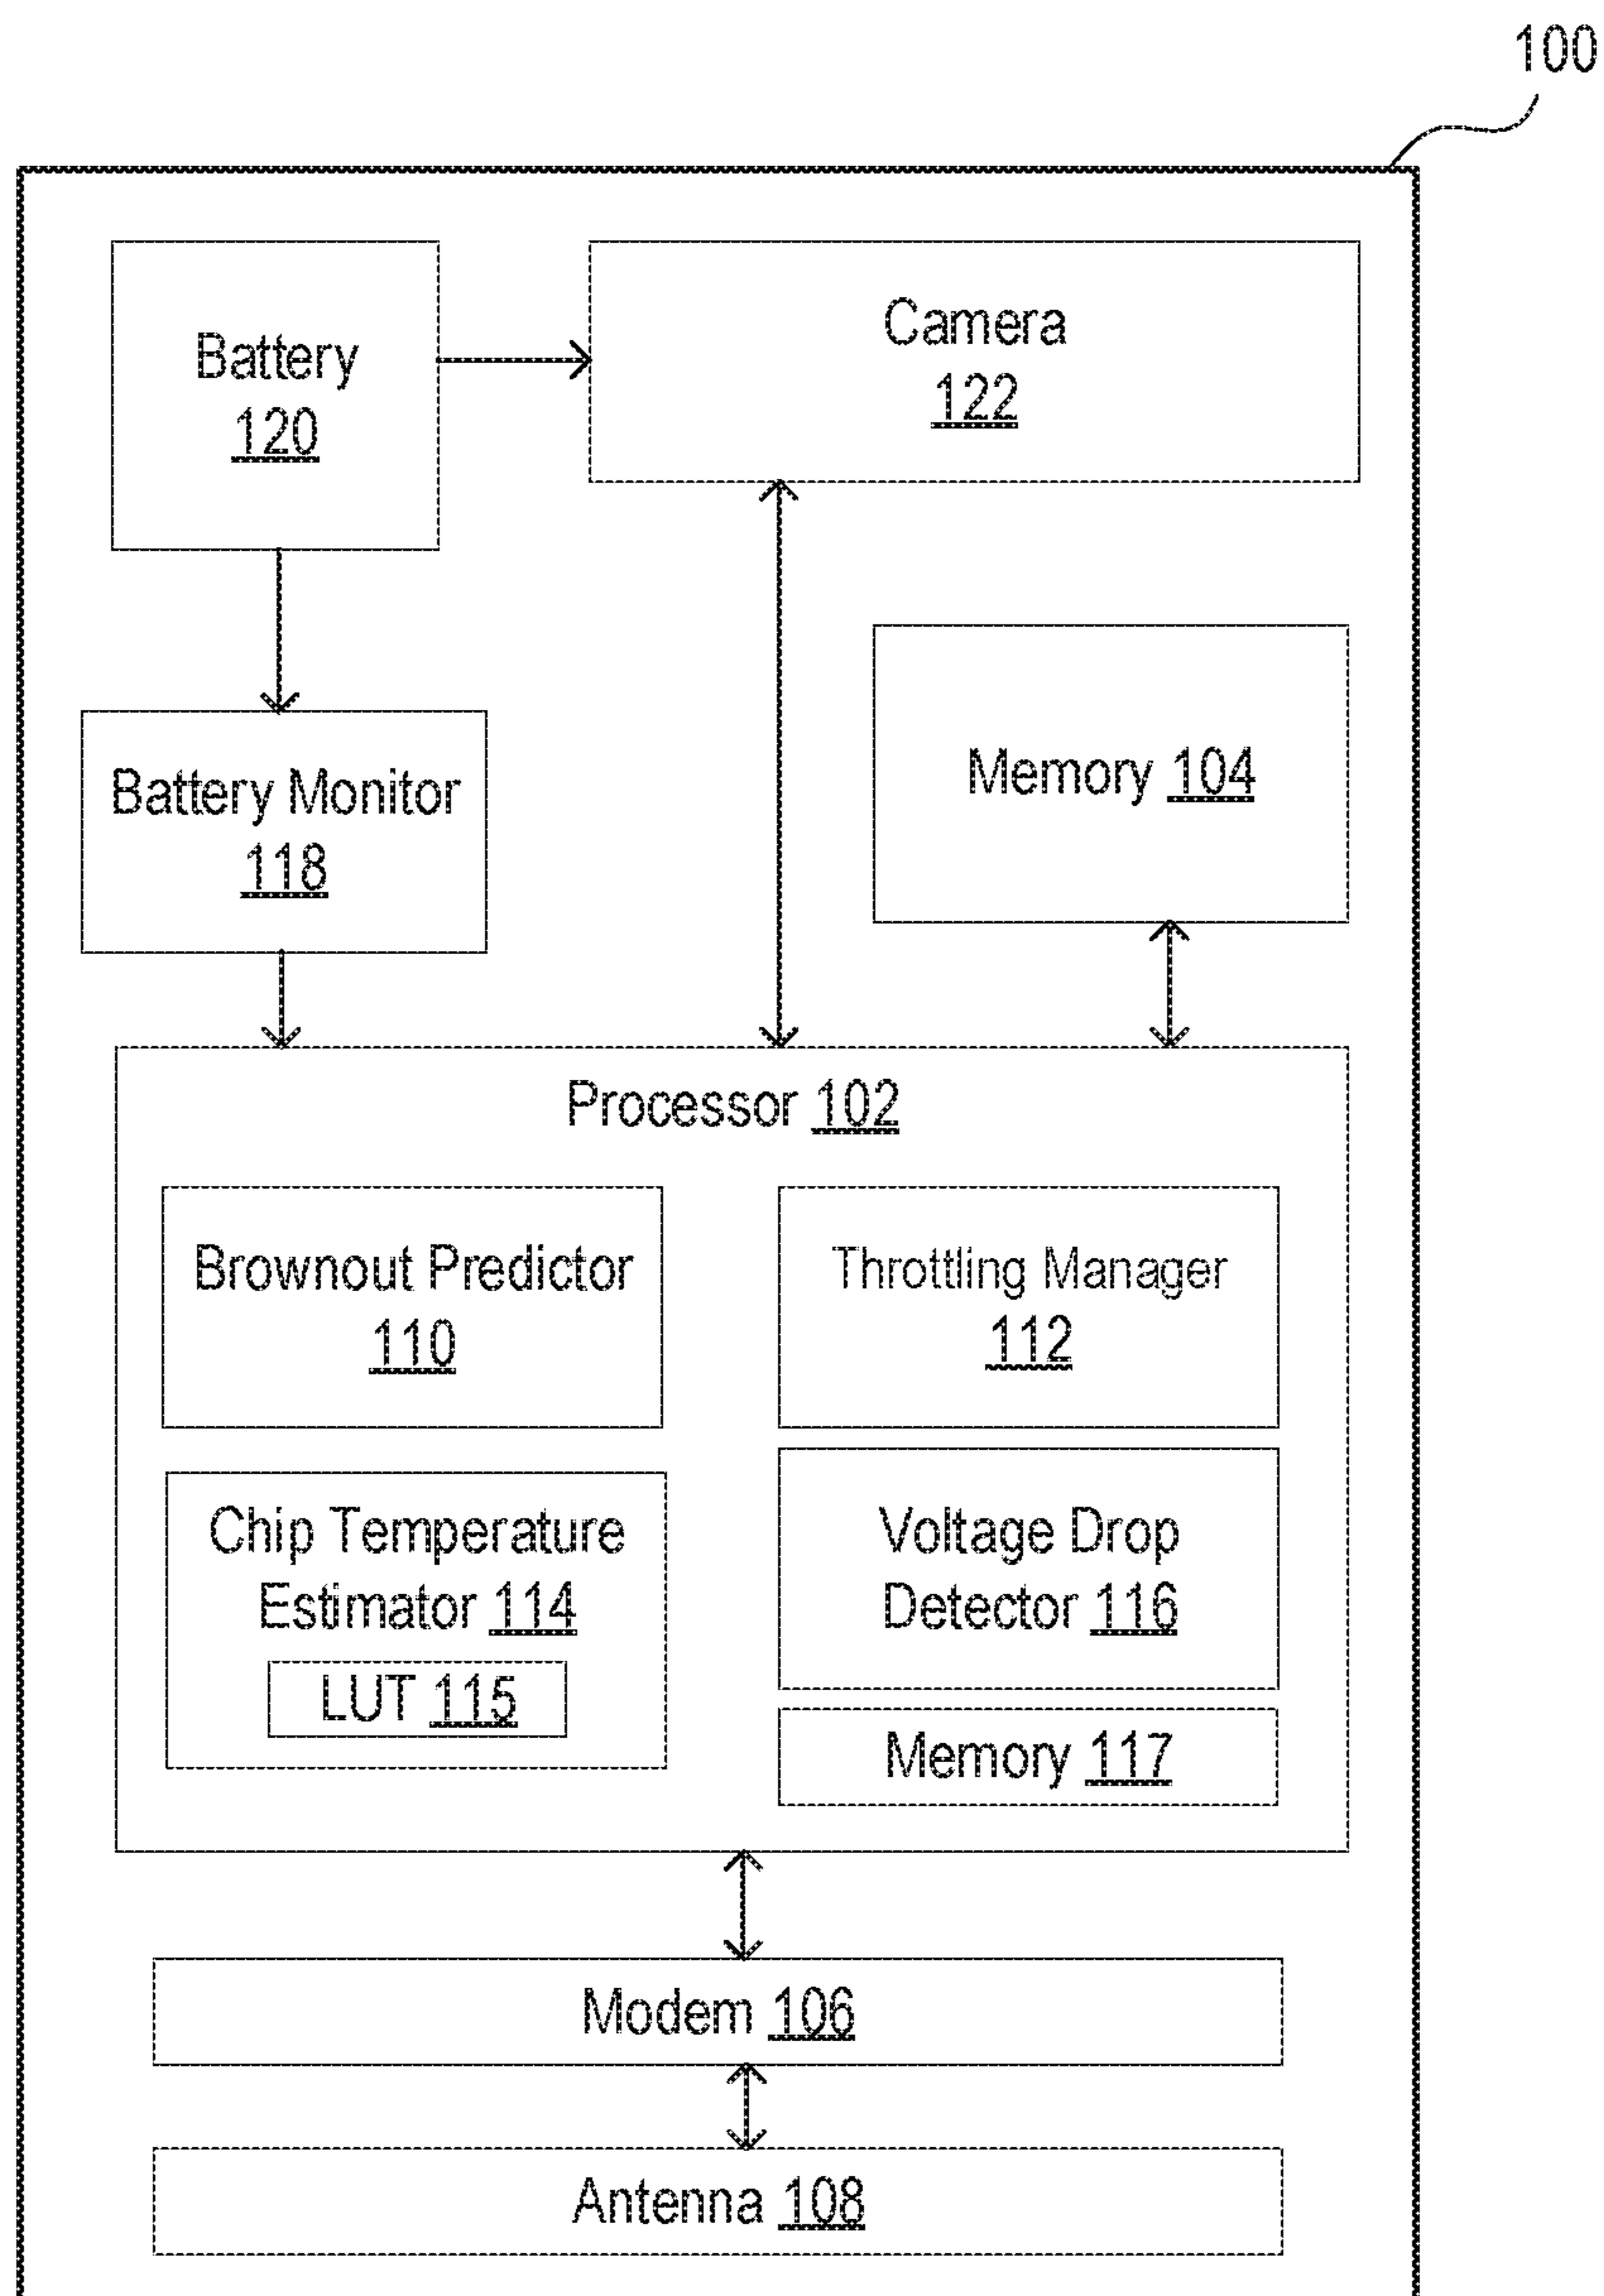 100
Battery
120
Camera
122
Battery Monitor
118
Memory 104
Processor 102
Brownout Predictor
110
Throttling Manager
112
Chip Temperature
Estimator 114
LUT 115
Voltage Drop
Detector 116
Memory 117
Modem 106
Antenna 108